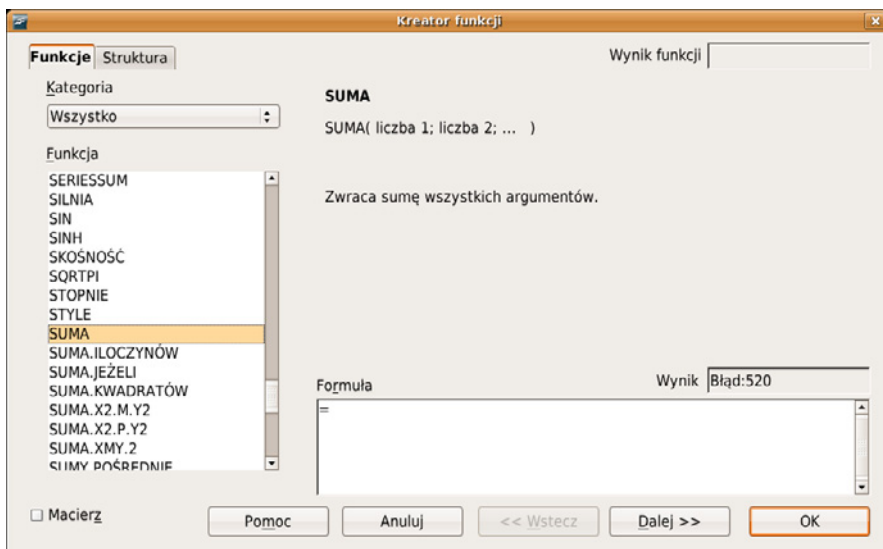 Kreator funkcji
Funkcje Struktura
Wynik funkcji
Kategoria
Wszystko
Funkcja
SERIESSUM
SILNIA
SIN
SINH
SKOŚNOŚĆ
SQRTPI
STOPNIE
STYLE
SUMA
SUMA.ILOCZYNÓW
SUMA.JEŻELI
SUMA.KWADRATÓW
SUMA.X2.M.Y2
SUMA.X2.P.Y2
SUMA.XMY.2
SUMY.POŚREDNIE
SUMA
SUMA( liczba 1; liczba 2; ... )
Zwraca sumę wszystkich argumentów.
Formuła
Wynik Błąd:520
=
Macierz
Pomoc
Anuluj
<< Wstecz
Dalej >>
OK